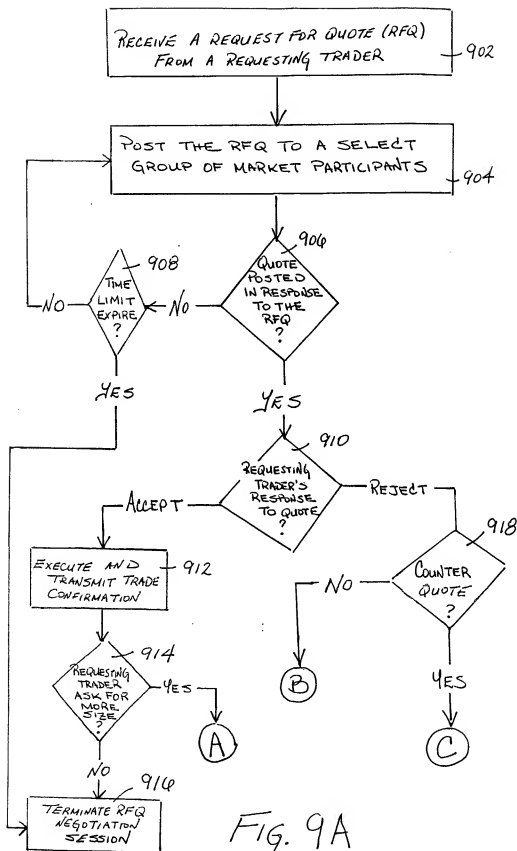 RECEIVE A REQUEST FOR QUOTE (RFQ)
FROM A REQUESTING TRADER
902
POST THE RFQ TO A SELECT
GROUP OF MARKET PARTICIPANTS
904
906
QUOTE
POSTED
IN RESPONSE
TO THE
RFQ
?
908
TIME
LIMIT
EXPIRE
?
NO
NO
YES
YES
910
REQUESTING
TRADER'S
RESPONSE
TO QUOTE
?
ACCEPT
REJECT
912
EXECUTE AND
TRANSMIT TRADE
CONFIRMATION
918
COUNTER
QUOTE
?
NO
B
YES
C
914
REQUESTING
TRADER
ASK FOR
MORE
SIZE
?
YES
A
NO
916
TERMINATE RFQ
NEGOTIATION
SESSION
FIG. 9A